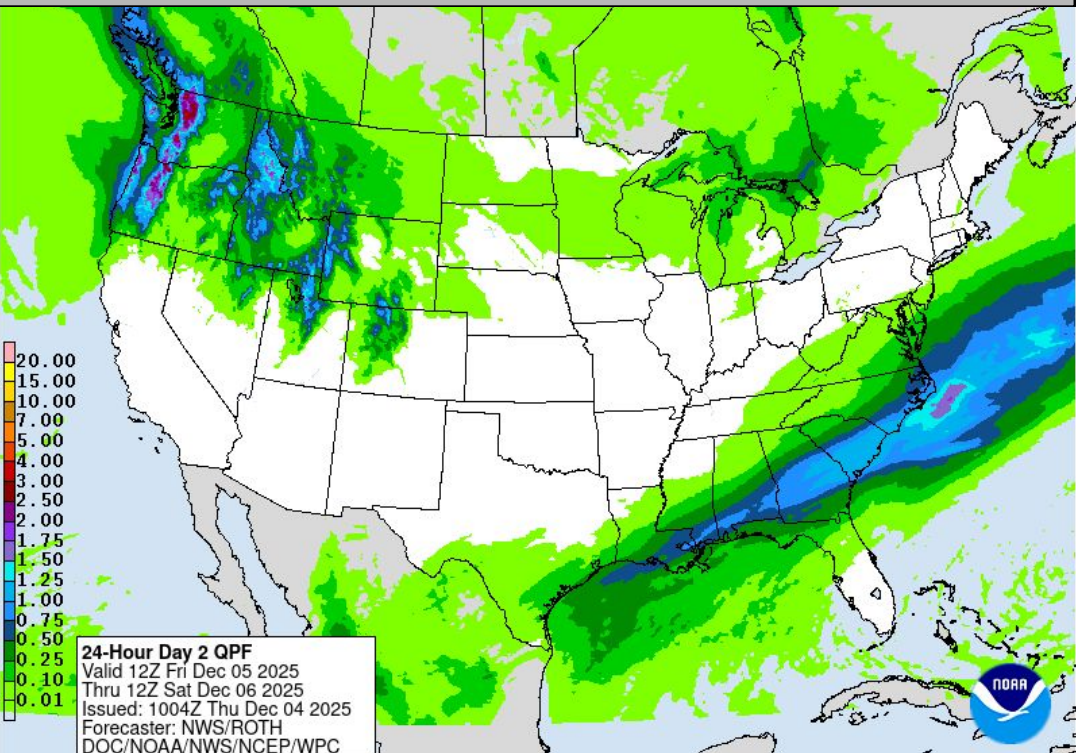 20.00
15.00
10.00
7.00
5.00
4.00
3.00
2.50
2.00
1.75
1.50
1.25
1.00
0.75
0.50
0.25
0.10
0.01
24-Hour Day 2 QPF
Valid 12Z Fri Dec 05 2025
Thru 12Z Sat Dec 06 2025
Issued: 1004Z Thu Dec 04 2025
Forecaster: NWS/ROTH
DOC/NOAA/NWS/NCEP/WPC
NOAA